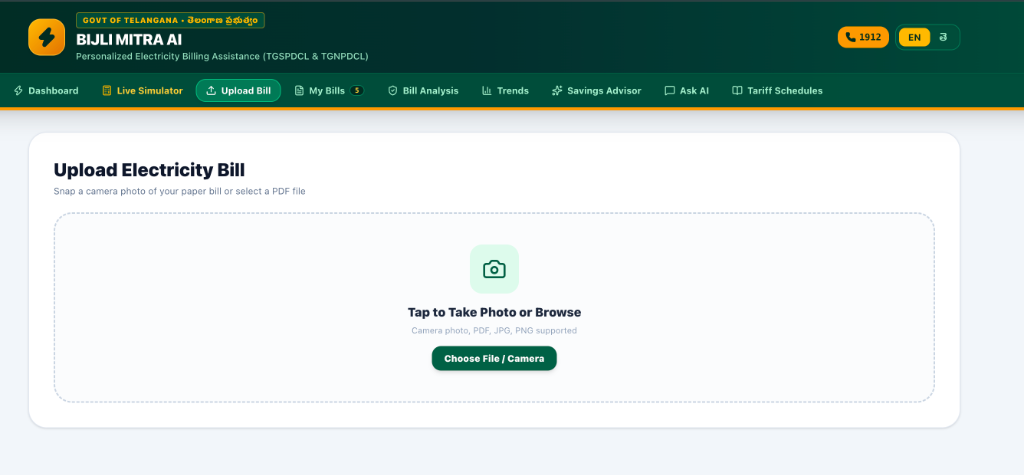 GOVT OF TELANGANA • తెలంగాణ ప్రభుత్వం
BIJLI MITRA AI
Personalized Electricity Billing Assistance (TGSPDCL & TGNPDCL)
1912
EN తె
Dashboard Live Simulator Upload Bill My Bills 5 Bill Analysis Trends Savings Advisor Ask AI Tariff Schedules
Upload Electricity Bill
Snap a camera photo of your paper bill or select a PDF file
Tap to Take Photo or Browse
Camera photo, PDF, JPG, PNG supported
Choose File / Camera